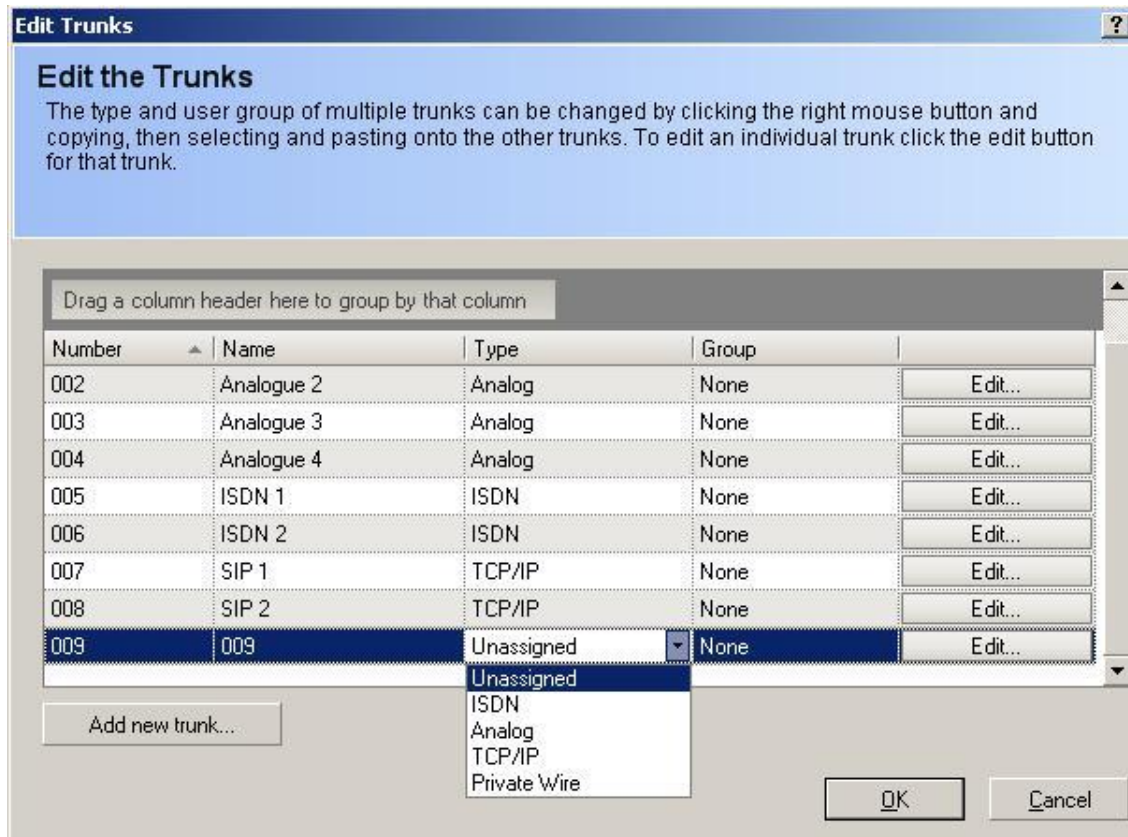 Edit Trunks ?
Edit the Trunks
The type and user group of multiple trunks can be changed by clicking the right mouse button and
copying, then selecting and pasting onto the other trunks. To edit an individual trunk click the edit button
for that trunk.
Drag a column header here to group by that column
Number Name Type Group
002 Analogue 2 Analog None Edit...
003 Analogue 3 Analog None Edit...
004 Analogue 4 Analog None Edit...
005 ISDN 1 ISDN None Edit...
006 ISDN 2 ISDN None Edit...
007 SIP 1 TCP/IP None Edit...
008 SIP 2 TCP/IP None Edit...
009 009 Unassigned None Edit...
Unassigned
ISDN
Analog
TCP/IP
Private Wire
Add new trunk...
OK Cancel